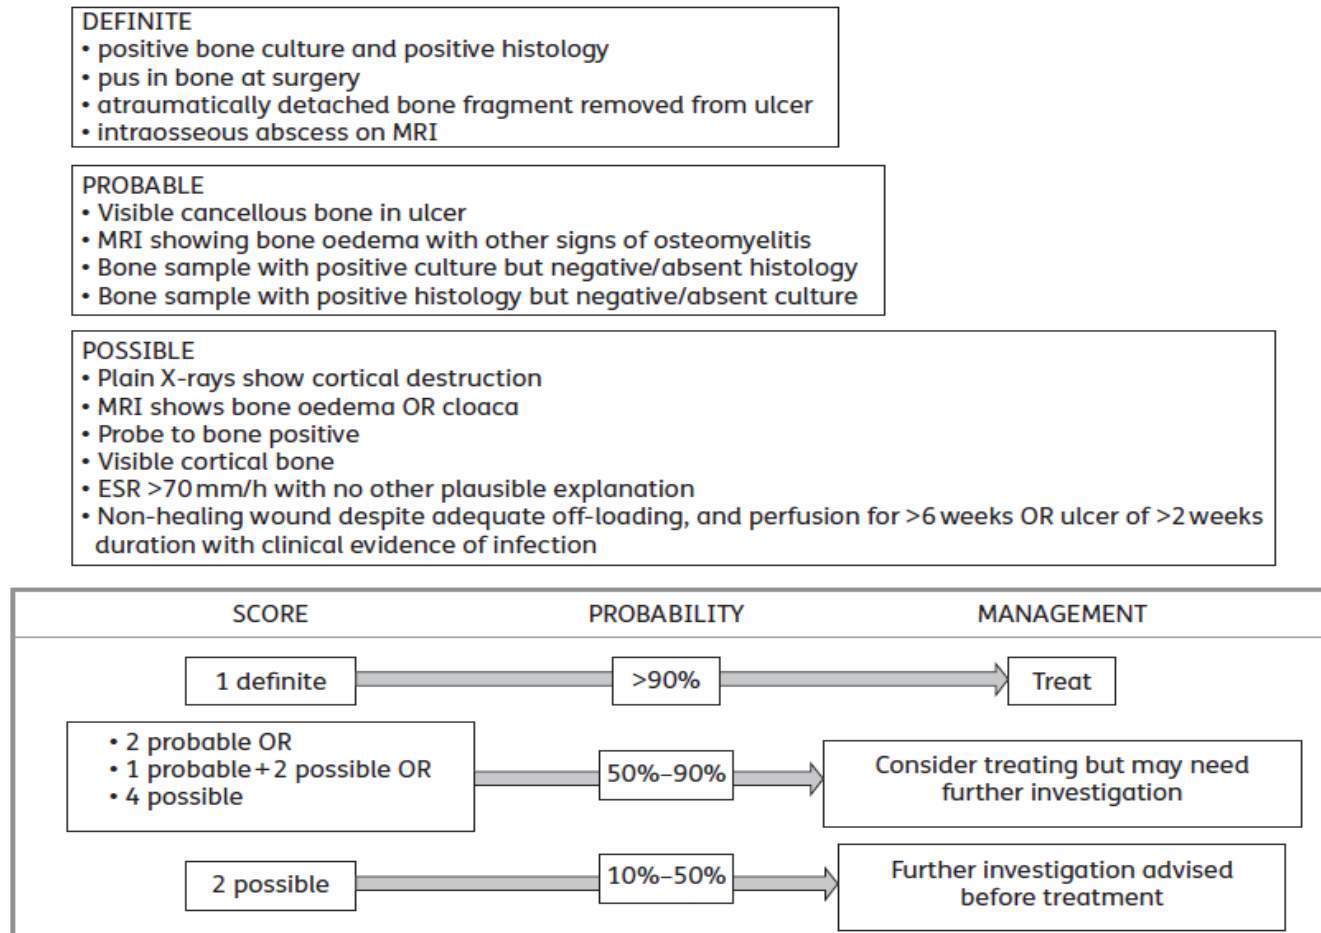 DEFINITE
• positive bone culture and positive histology
• pus in bone at surgery
• atraumatically detached bone fragment removed from ulcer
• intraosseous abscess on MRI
PROBABLE
• Visible cancellous bone in ulcer
• MRI showing bone oedema with other signs of osteomyelitis
• Bone sample with positive culture but negative/absent histology
• Bone sample with positive histology but negative/absent culture
POSSIBLE
• Plain X-rays show cortical destruction
• MRI shows bone oedema OR cloaca
• Probe to bone positive
• Visible cortical bone
• ESR >70 mm/h with no other plausible explanation
• Non-healing wound despite adequate off-loading, and perfusion for >6 weeks OR ulcer of >2 weeks
duration with clinical evidence of infection
SCORE PROBABILITY MANAGEMENT
1 definite >90% Treat
• 2 probable OR
• 1 probable + 2 possible OR
• 4 possible
50%–90%
Consider treating but may need
further investigation
2 possible 10%–50%
Further investigation advised
before treatment